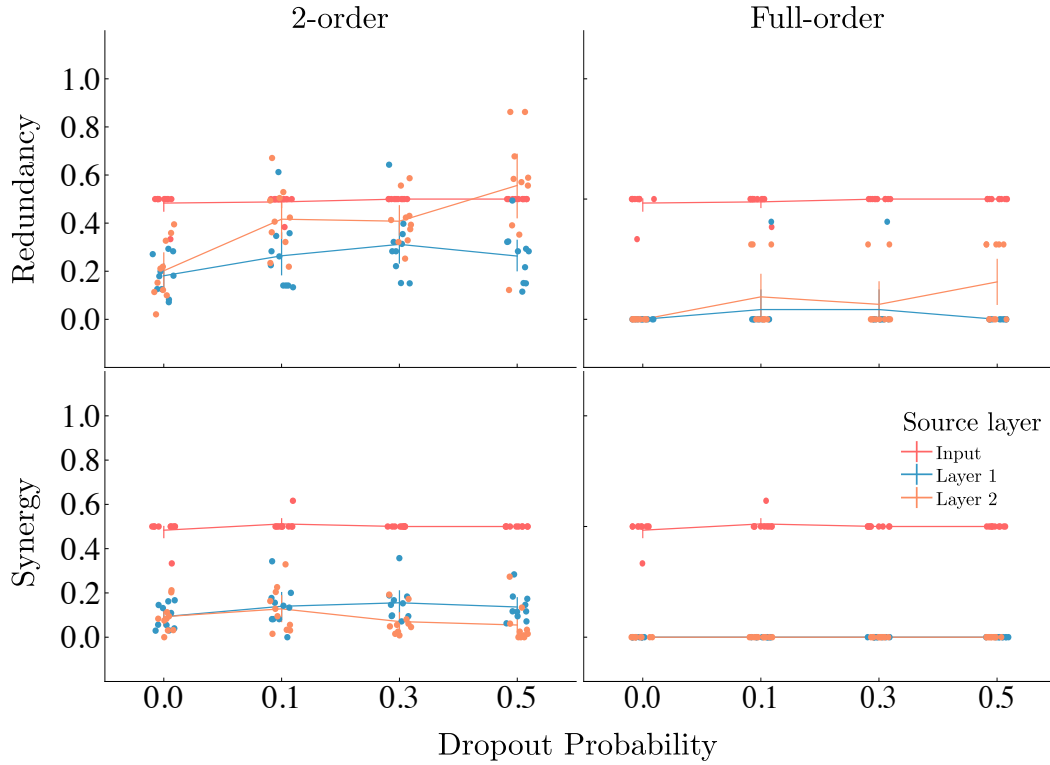 2-order
Full-order
Redundancy
1.0
0.8
0.6
0.4
0.2
0.0
Synergy
1.0
0.8
0.6
0.4
0.2
0.0
Source layer
Input
Layer 1
Layer 2
0.0 0.1 0.3 0.5
0.0 0.1 0.3 0.5
Dropout Probability